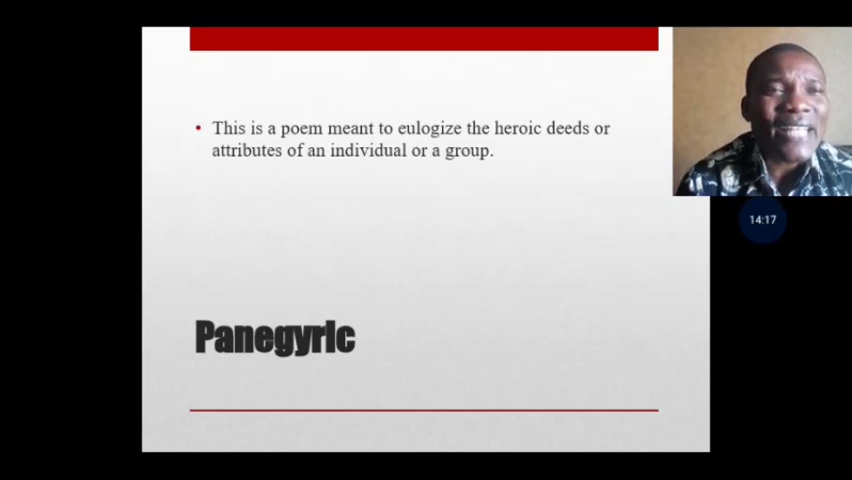 • This is a poem meant to eulogize the heroic deeds or
attributes of an individual or a group.
14:17
Panegyric